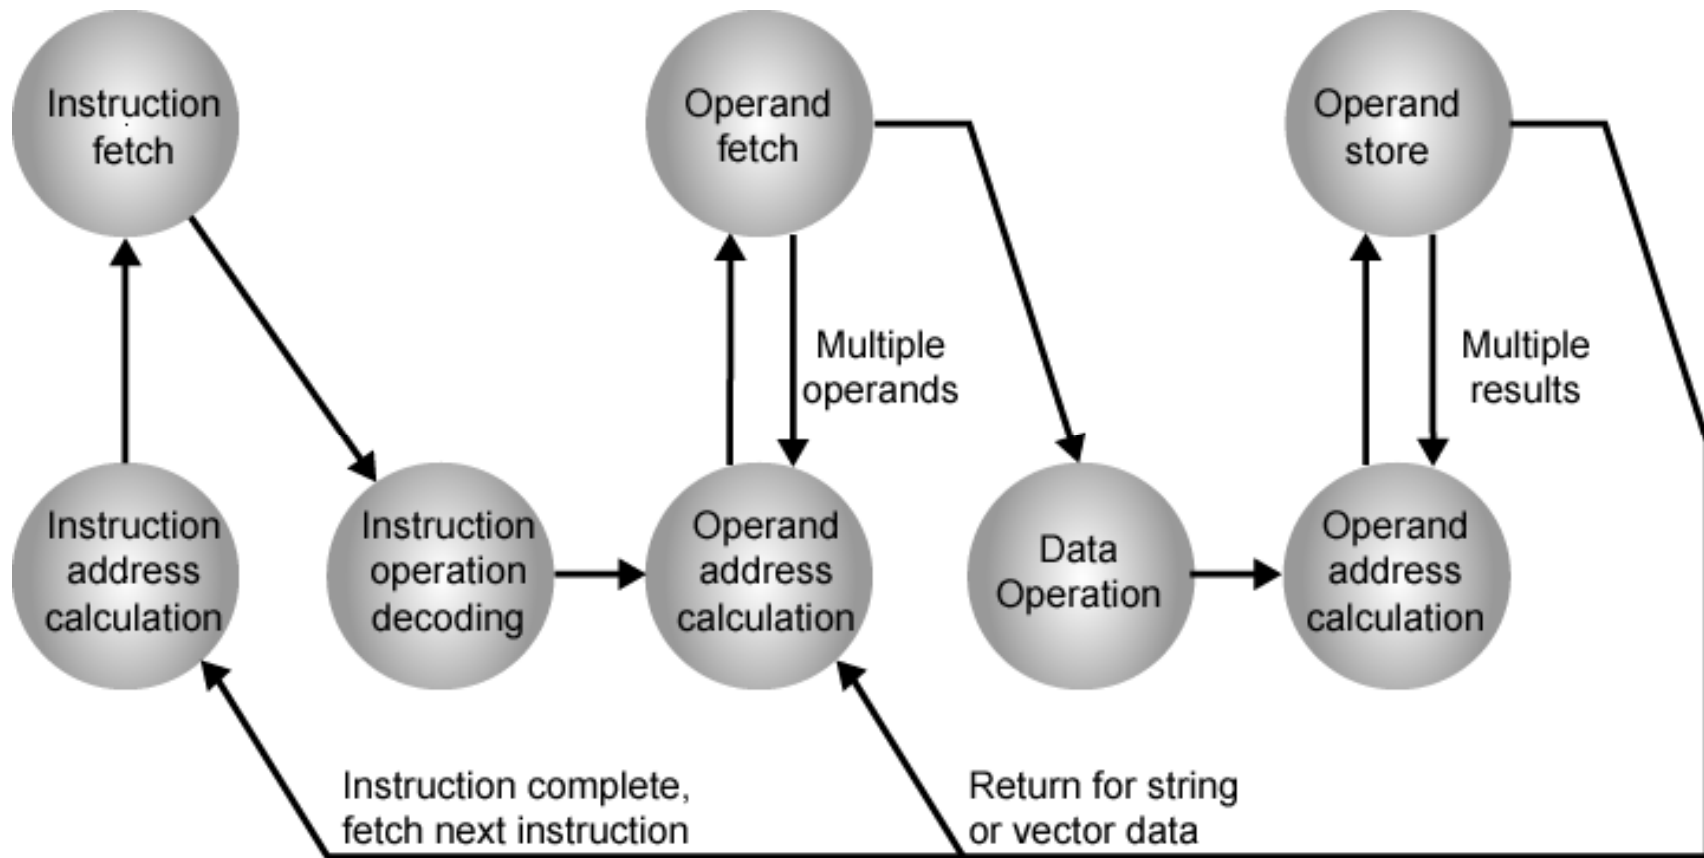 Instruction
fetch
Operand
fetch
Operand
store
Multiple
operands
Multiple
results
Instruction
address
calculation
Instruction
operation
decoding
Operand
address
calculation
Data
Operation
Operand
address
calculation
Instruction complete,
fetch next instruction
Return for string
or vector data